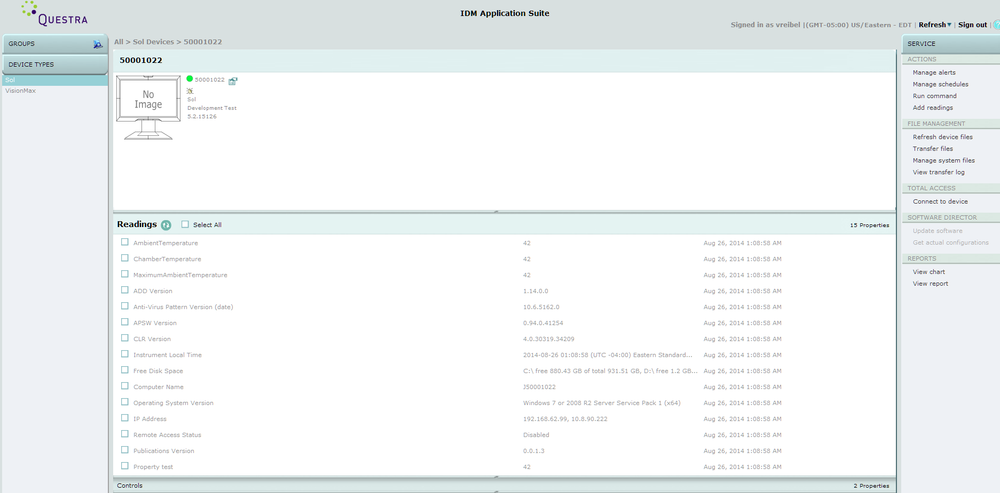 QUESTRA
IDM Application Suite
Signed in as vreibel |(GMT-05:00) US/Eastern - EDT | Refresh | Sign out | ?
GROUPS
DEVICE TYPES
Sol
VisionMax
All > Sol Devices > 50001022
50001022
No
Image
50001022
Sol
Development Test
5.2.15126
Readings Select All 15 Properties
AmbientTemperature 42 Aug 26, 2014 1:08:58 AM
ChamberTemperature 42 Aug 26, 2014 1:08:58 AM
MaximumAmbientTemperature 42 Aug 26, 2014 1:08:58 AM
ADD Version 1.14.0.0 Aug 26, 2014 1:08:58 AM
Anti-Virus Pattern Version (date) 10.6.5162.0 Aug 26, 2014 1:08:58 AM
APSW Version 0.94.0.41254 Aug 26, 2014 1:08:58 AM
CLR Version 4.0.30319.34209 Aug 26, 2014 1:08:58 AM
Instrument Local Time 2014-08-26 01:08:58 (UTC -04:00) Eastern Standard... Aug 26, 2014 1:08:58 AM
Free Disk Space C:\ free 880.43 GB of total 931.51 GB, D:\ free 1.2 GB... Aug 26, 2014 1:08:58 AM
Computer Name J50001022 Aug 26, 2014 1:08:58 AM
Operating System Version Windows 7 or 2008 R2 Server Service Pack 1 (x64) Aug 26, 2014 1:08:58 AM
IP Address 192.168.62.99, 10.8.90.222 Aug 26, 2014 1:08:58 AM
Remote Access Status Disabled Aug 26, 2014 1:08:58 AM
Publications Version 0.0.1.3 Aug 26, 2014 1:08:58 AM
Property test 42 Aug 26, 2014 1:08:58 AM
Controls 2 Properties
SERVICE
ACTIONS
Manage alerts
Manage schedules
Run command
Add readings
FILE MANAGEMENT
Refresh device files
Transfer files
Manage system files
View transfer log
TOTAL ACCESS
Connect to device
SOFTWARE DIRECTOR
Update software
Get actual configurations
REPORTS
View chart
View report